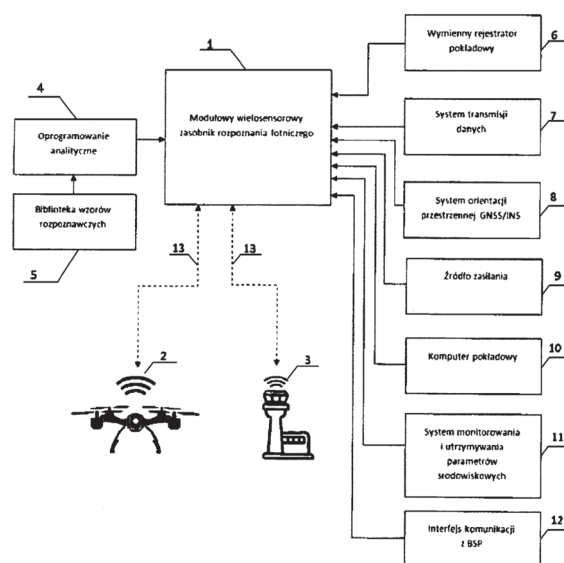 1
Modułowy wielosensorowy
zasobnik rozpoznania lotniczego
4
Oprogramowanie
analityczne
Biblioteka wzorów
rozpoznawczych
5
13
13
2
3
Wymienny rejestrator
pokładowy
6
System transmisji
danych
7
System orientacji
przestrzennej GNSS/INS
8
Źródło zasilania
9
Komputer pokładowy
10
System monitorowania
i utrzymywania
parametrów
środowiskowych
11
Interfejs komunikacji
z BSP
12